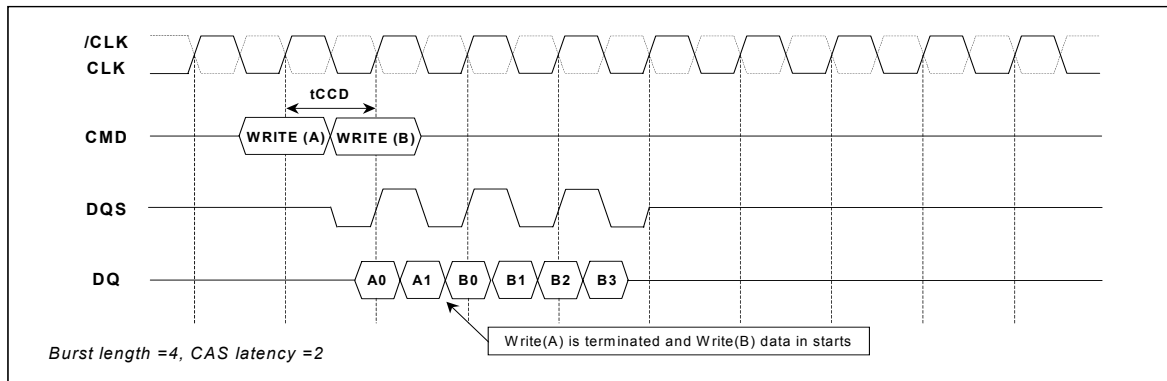 /CLK
CLK
tCCD
CMD WRITE (A) WRITE (B)
DQS
DQ A0 A1 B0 B1 B2 B3
Write(A) is terminated and Write(B) data in starts
Burst length =4, CAS latency =2